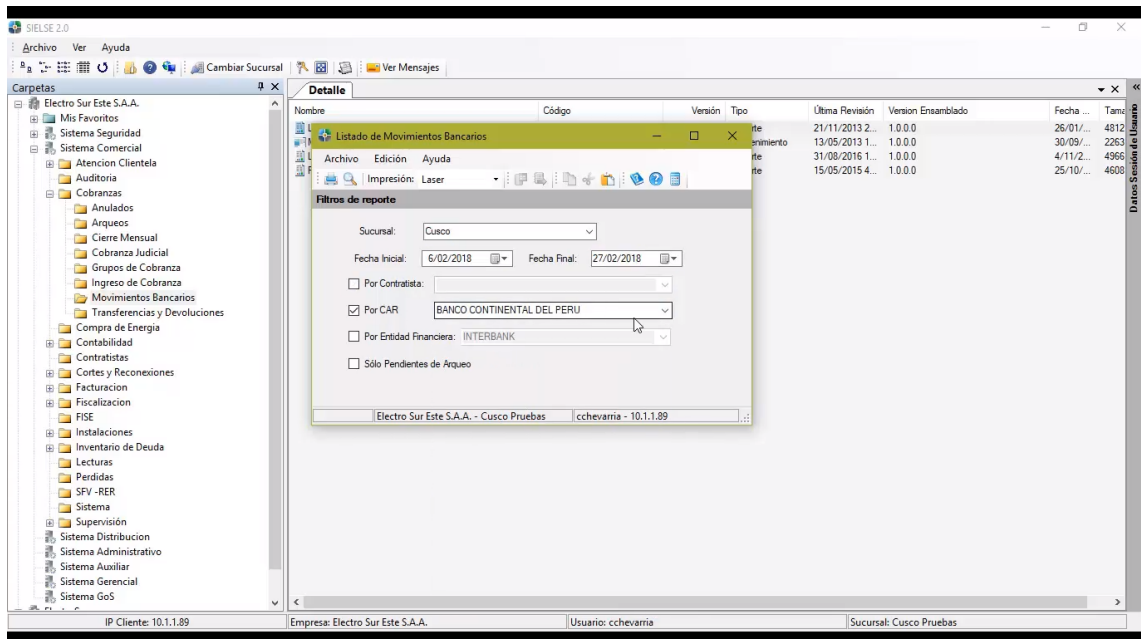 SIELSE 2.0
Archivo Ver Ayuda
Cambiar Sucursal Ver Mensajes
Carpetas
Electro Sur Este S.A.A.
Mis Favoritos
Sistema Seguridad
Sistema Comercial
Atencion Clientela
Auditoria
Cobranzas
Anulados
Arqueos
Cierre Mensual
Cobranza Judicial
Grupos de Cobranza
Ingreso de Cobranza
Movimientos Bancarios
Transferencias y Devoluciones
Compra de Energia
Contabilidad
Contratistas
Cortes y Reconexiones
Facturacion
Fiscalizacion
FISE
Instalaciones
Inventario de Deuda
Lecturas
Perdidas
SFV -RER
Sistema
Supervisión
Sistema Distribucion
Sistema Administrativo
Sistema Auxiliar
Sistema Gerencial
Sistema GoS
Detalle
Nombre Código Versión Tipo Última Revisión Version Ensamblado Fecha ... Tama
rte 21/11/2013 2... 1.0.0.0 26/01/... 4812
enimiento 13/05/2013 1... 1.0.0.0 30/09/... 2263
rte 31/08/2016 1... 1.0.0.0 4/11/2... 4966
rte 15/05/2015 4... 1.0.0.0 25/10/... 4608
Listado de Movimientos Bancarios
Archivo Edición Ayuda
Impresión: Laser
Filtros de reporte
Sucursal: Cusco
Fecha Inicial: 6/02/2018 Fecha Final: 27/02/2018
Por Contratista:
Por CAR BANCO CONTINENTAL DEL PERU
Por Entidad Financiera: INTERBANK
Sólo Pendientes de Arqueo
Electro Sur Este S.A.A. - Cusco Pruebas cchevarria - 10.1.1.89
Datos Sesión de Usuario
IP Cliente: 10.1.1.89 Empresa: Electro Sur Este S.A.A. Usuario: cchevarria Sucursal: Cusco Pruebas